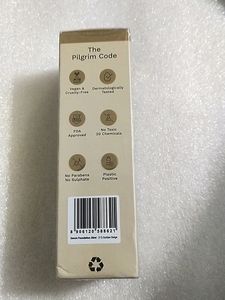 The
Pilgrim Code
Vegan &
Cruelty-Free
Dermatologically
Tested
FDA
Approved
No Toxic
20 Chemicals
No Parabens
No Sulphate
Plastic
Positive